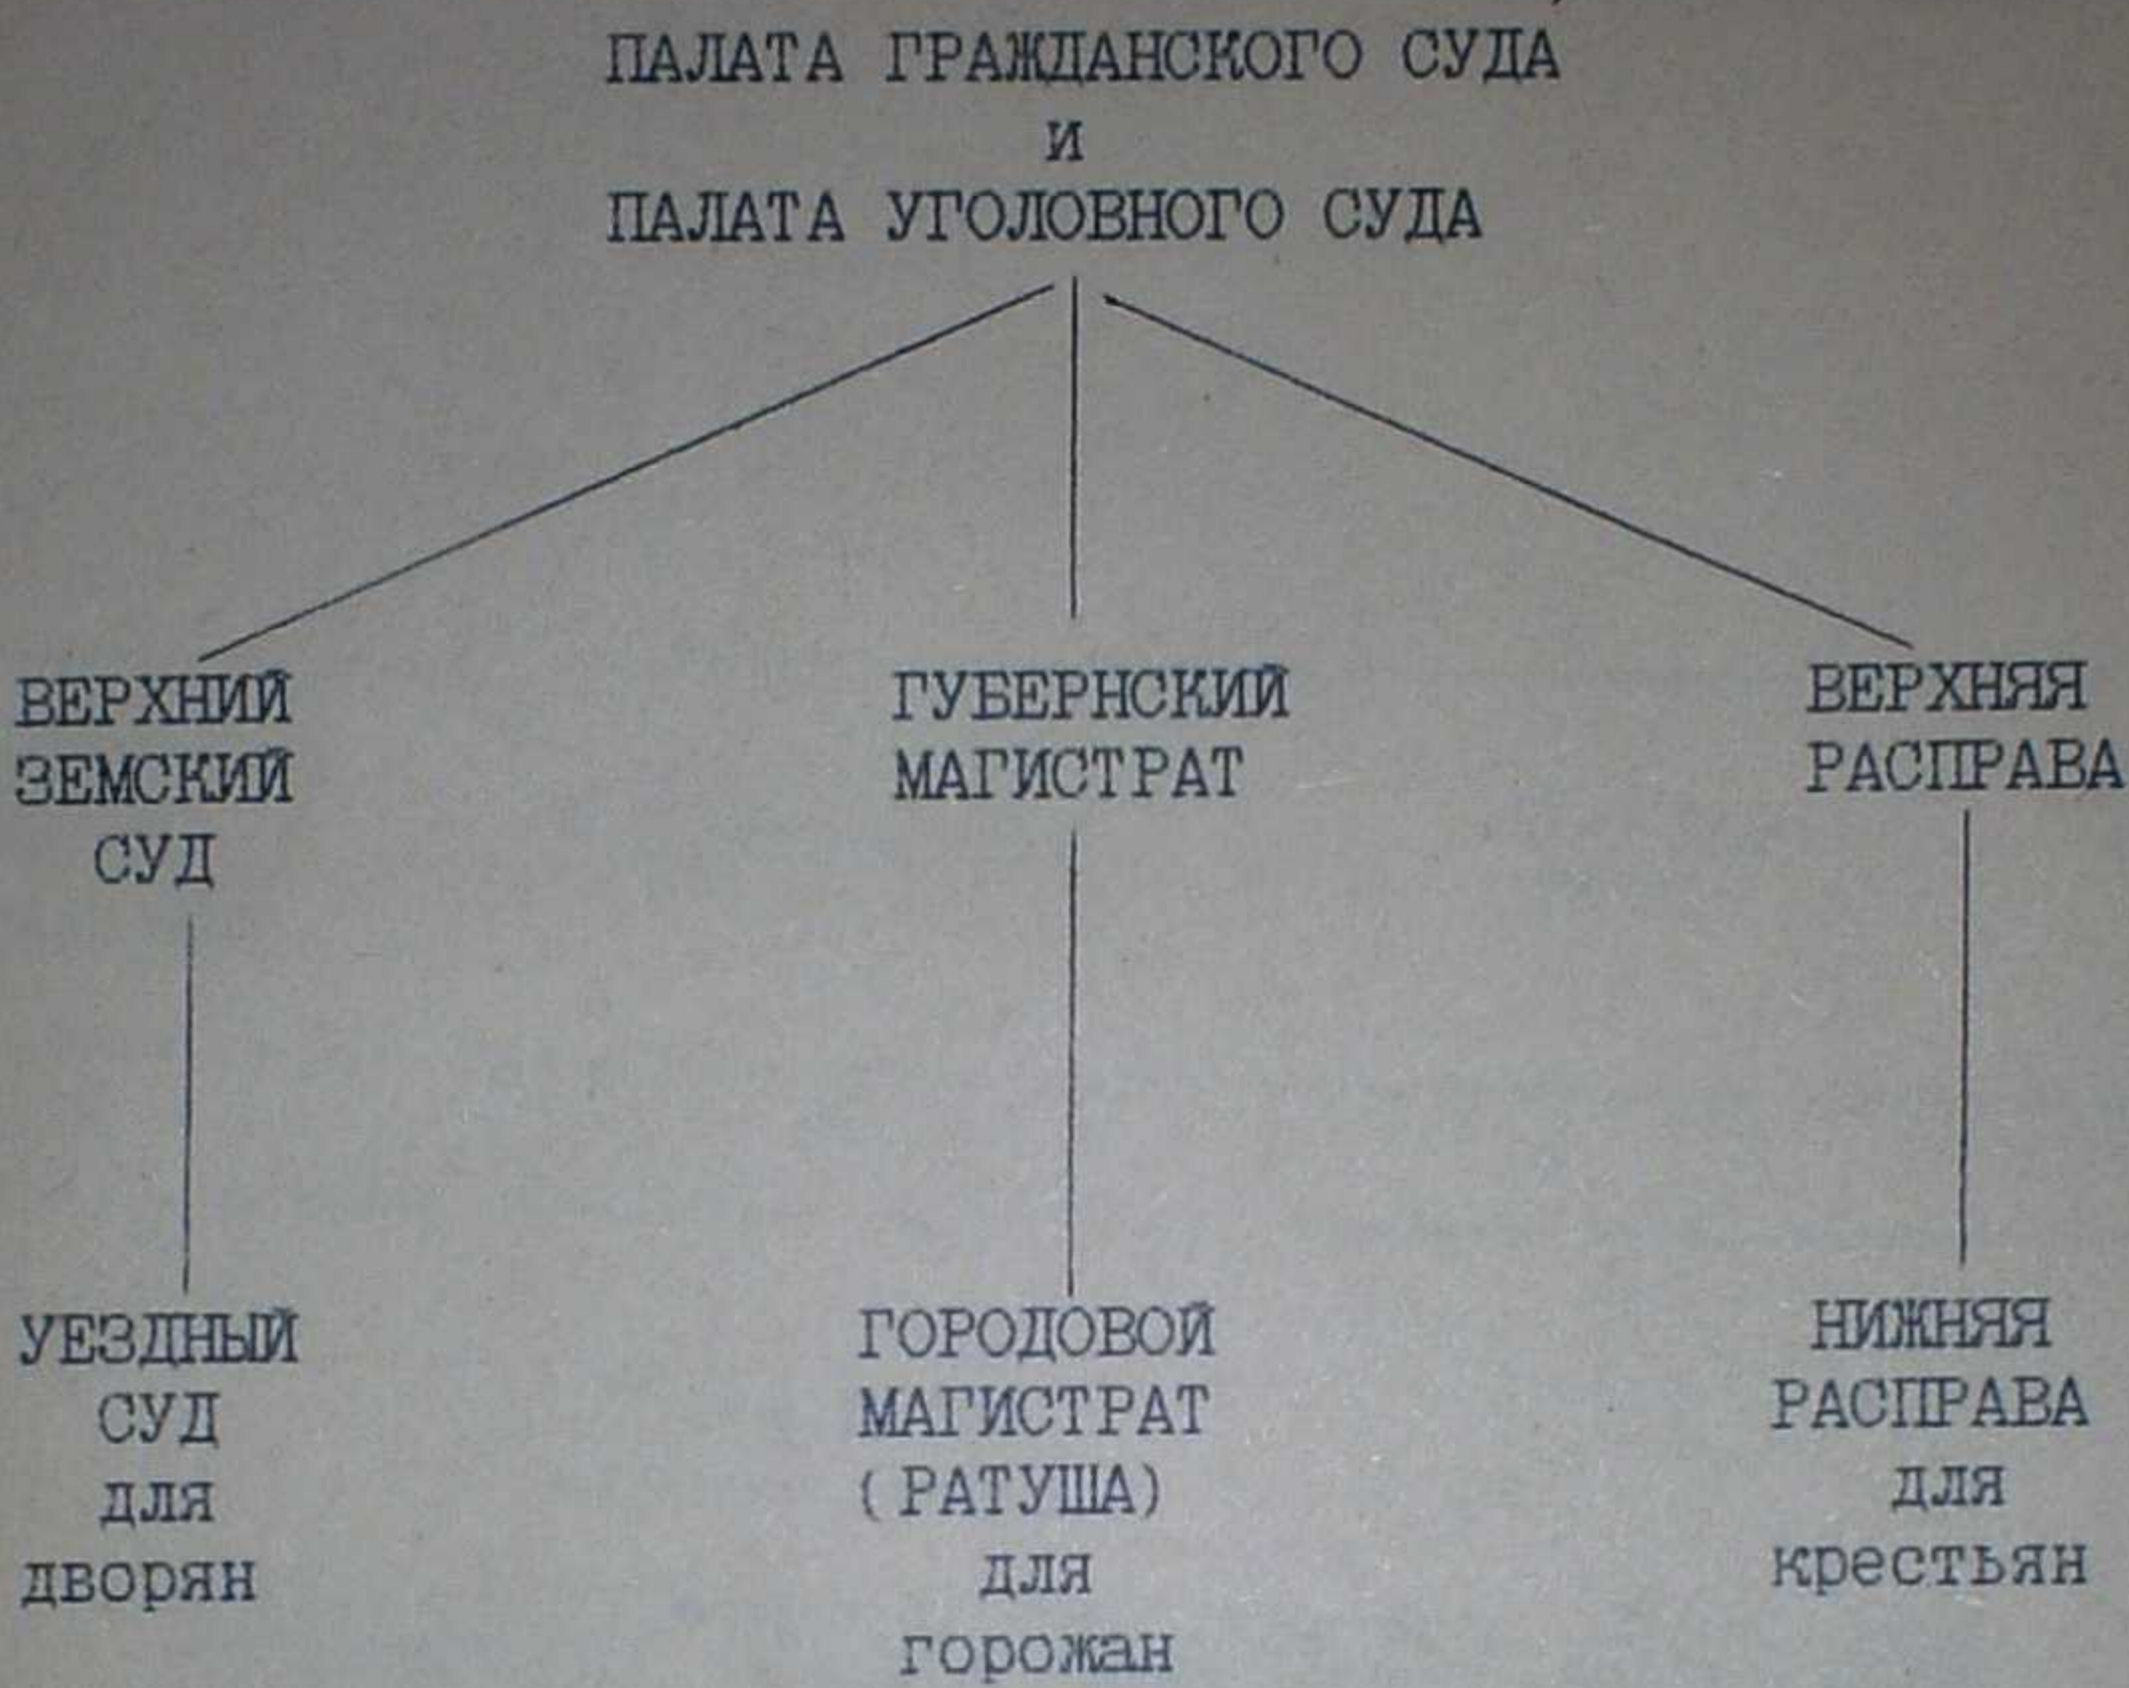 ПАЛАТА ГРАЖДАНСКОГО СУДА
И
ПАЛАТА УГОЛОВНОГО СУДА
ВЕРХНИЙ
ЗЕМСКИЙ
СУД
ГУБЕРНСКИЙ
МАГИСТРАТ
ВЕРХНЯЯ
РАСПРАВА
УЕЗДНЫЙ
СУД
для
дворян
ГОРОДОВОЙ
МАГИСТРАТ
(РАТУША)
для
горожан
НИЖНЯЯ
РАСПРАВА
для
крестьян